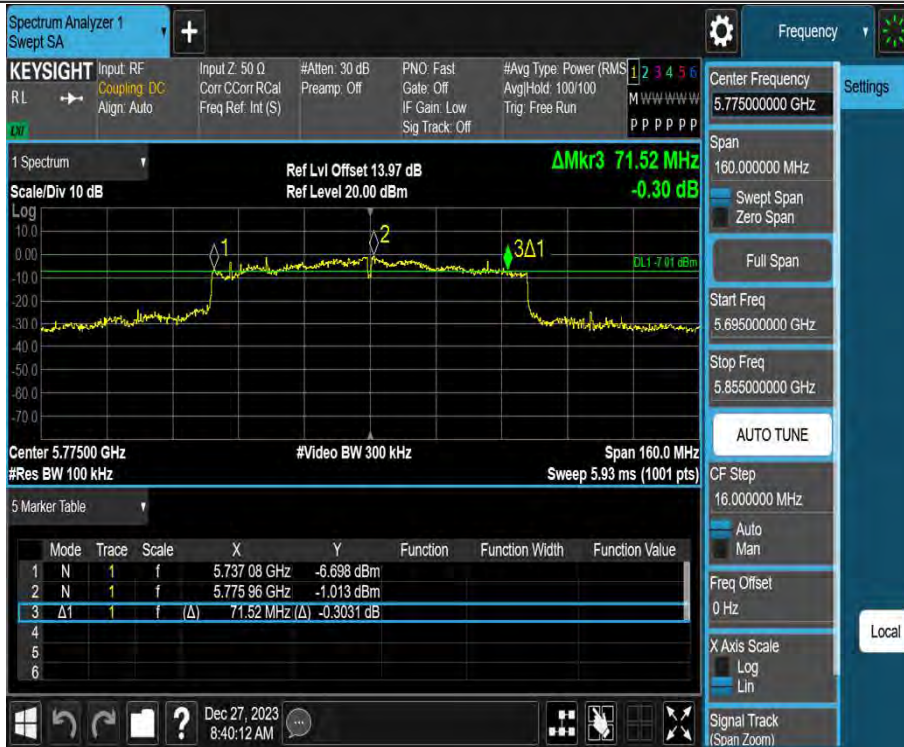 Spectrum Analyzer 1
Swept SA
+
Frequency
KEYSIGHT
RL
LXI
Input: RF
Coupling: DC
Align: Auto
Input Z: 50 Ω
Corr CCorr RCal
Freq Ref: Int (S)
#Atten: 30 dB
Preamp: Off
PNO: Fast
Gate: Off
IF Gain: Low
Sig Track: Off
#Avg Type: Power (RMS
Avg|Hold: 100/100
Trig: Free Run
1 2 3 4 5 6
M W W W W W
P P P P P P
Center Frequency
5.775000000 GHz
Settings
1 Spectrum
Scale/Div 10 dB
Ref Lvl Offset 13.97 dB
Ref Level 20.00 dBm
ΔMkr3 71.52 MHz
-0.30 dB
Span
160.000000 MHz
Swept Span
Zero Span
Full Span
Log
10.0
0.00
-10.0
-20.0
-30.0
-40.0
-50.0
-60.0
-70.0
1
2
3Δ1
DL1 -7.01 dBm
Start Freq
5.695000000 GHz
Stop Freq
5.855000000 GHz
AUTO TUNE
Center 5.77500 GHz
#Video BW 300 kHz
Span 160.0 MHz
#Res BW 100 kHz
Sweep 5.93 ms (1001 pts)
CF Step
16.000000 MHz
Auto
Man
5 Marker Table
Mode Trace Scale X Y Function Function Width Function Value
1 N 1 f 5.737 08 GHz -6.698 dBm
2 N 1 f 5.775 96 GHz -1.013 dBm
3 Δ1 1 f (Δ) 71.52 MHz (Δ) -0.3031 dB
4
5
6
Freq Offset
0 Hz
X Axis Scale
Log
Lin
Local
Signal Track
(Span Zoom)
?
Dec 27, 2023
8:40:12 AM